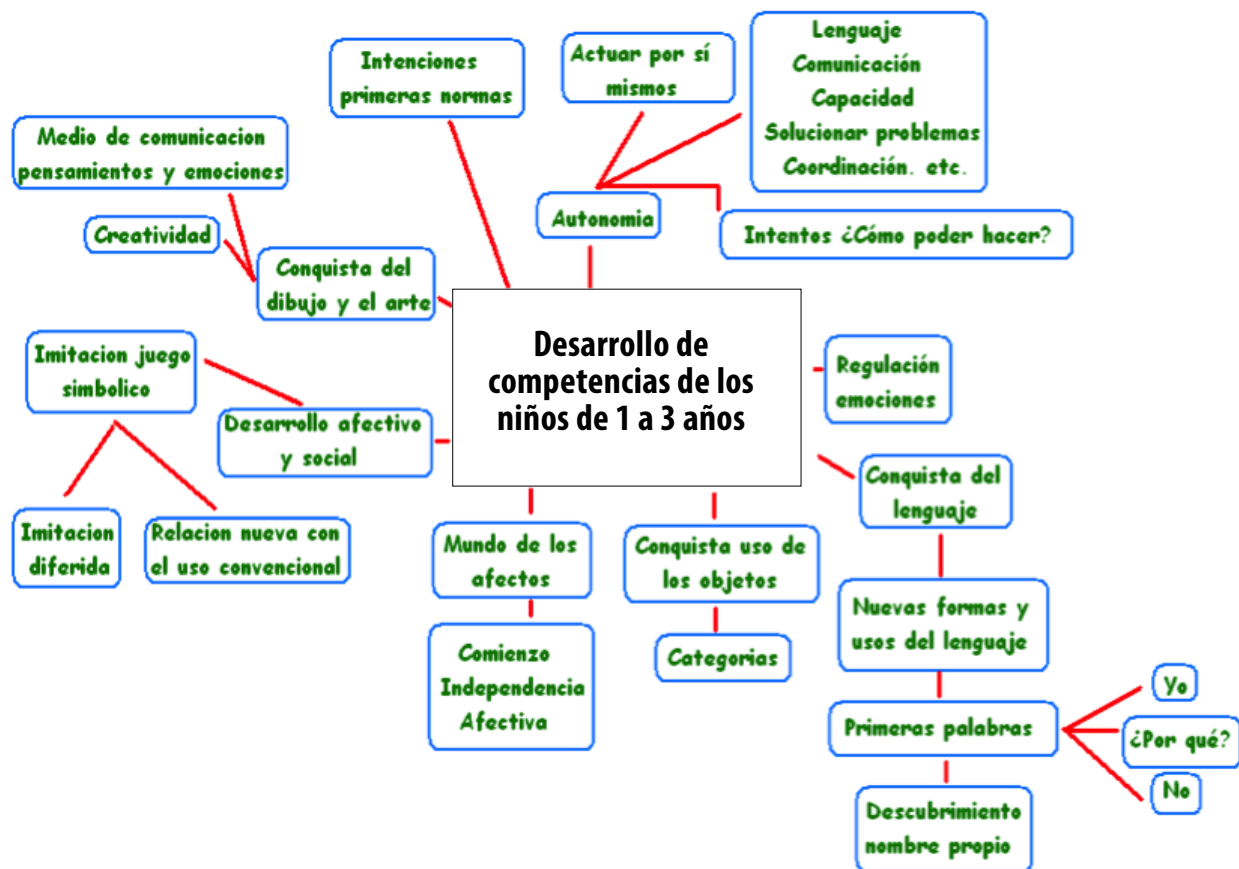 Intenciones
primeras normas
Actuar por sí
mismos
Lenguaje
Comunicación
Capacidad
Solucionar problemas
Coordinación. etc.
Medio de comunicacion
pensamientos y emociones
Creatividad
Conquista del
dibujo y el arte
Autonomia
Intentos ¿Cómo poder hacer?
Desarrollo de
competencias de los
niños de 1 a 3 años
Imitacion juego
simbolico
Desarrollo afectivo
y social
Imitacion
diferida
Relacion nueva con
el uso convencional
Regulación
emociones
Conquista del
lenguaje
Mundo de los
afectos
Comienzo
Independencia
Afectiva
Conquista uso de
los objetos
Categorias
Nuevas formas y
usos del lenguaje
Primeras palabras
Yo
¿Por qué?
No
Descubrimiento
nombre propio